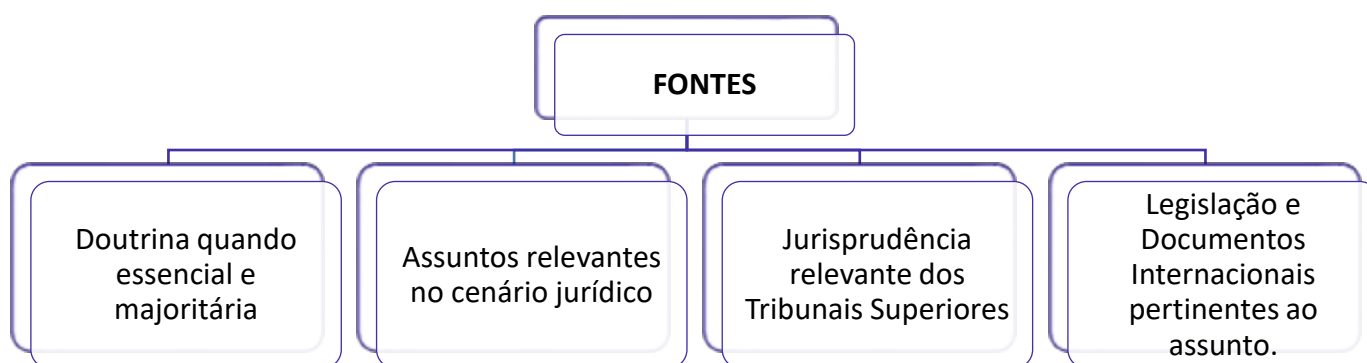 FONTES
Doutrina quando
essencial e
majoritária
Assuntos relevantes
no cenário jurídico
Jurisprudência
relevante dos
Tribunais Superiores
Legislação e
Documentos
Internacionais
pertinentes ao
assunto.